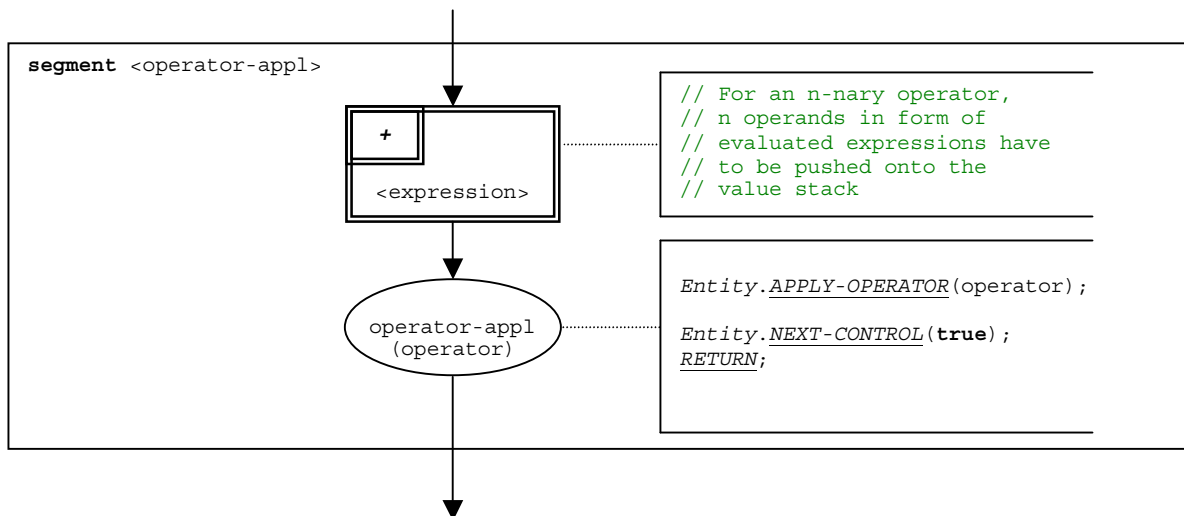 segment <operator-appl>
+
<expression>
// For an n-nary operator,
// n operands in form of
// evaluated expressions have
// to be pushed onto the
// value stack
operator-appl
(operator)
Entity.APPLY-OPERATOR(operator);
Entity.NEXT-CONTROL(true);
RETURN;